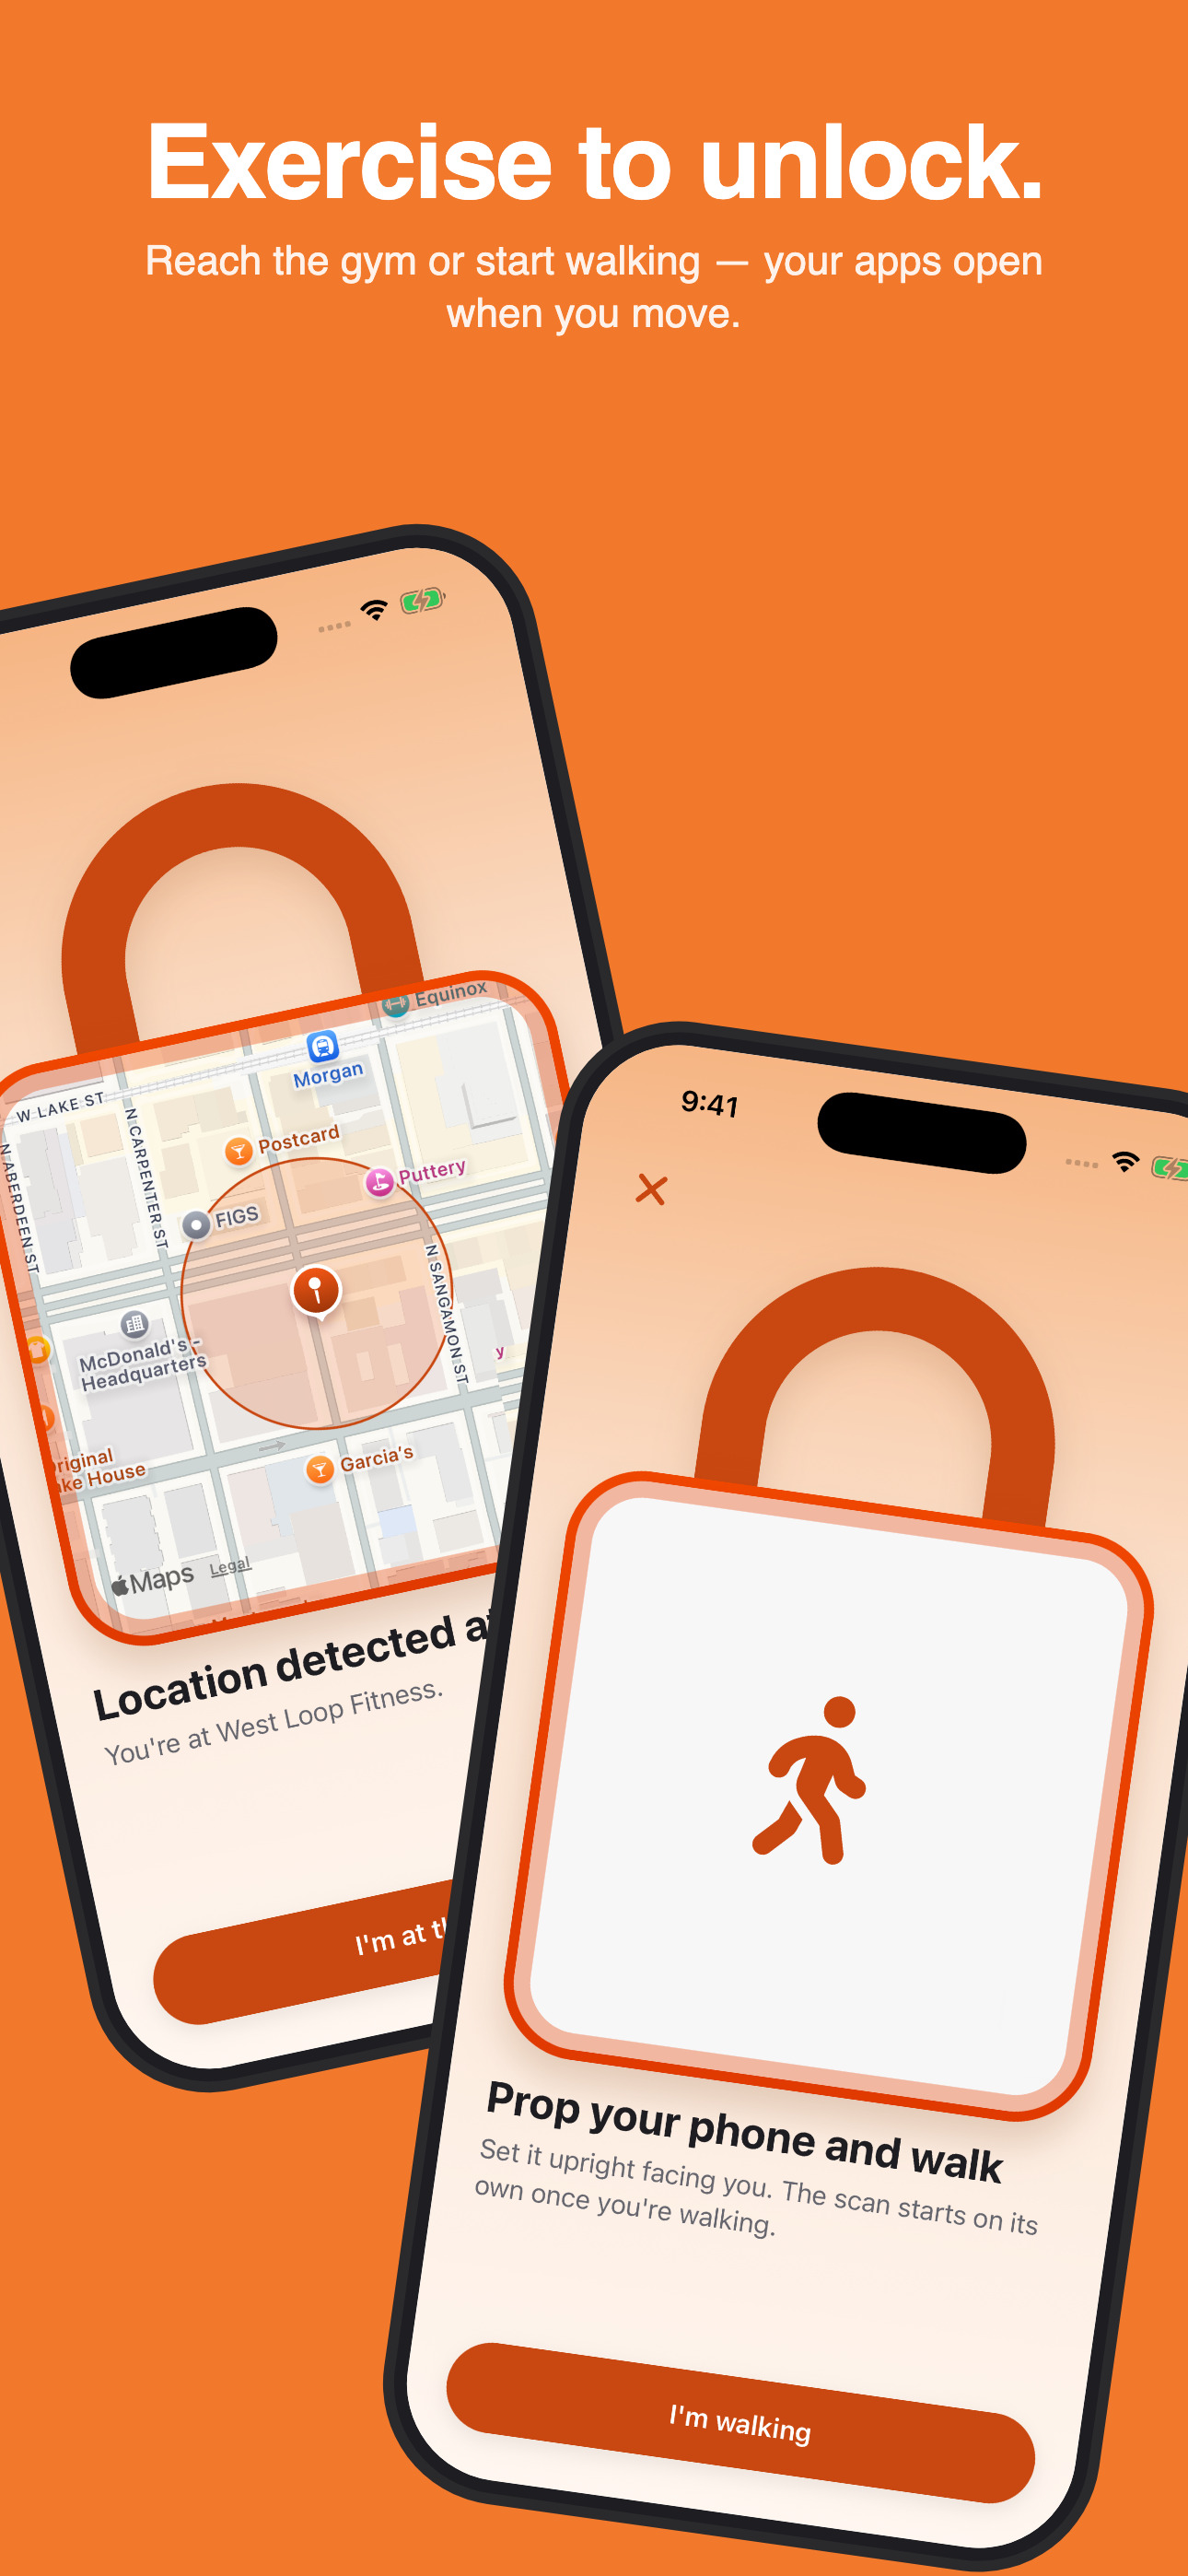 Exercise to unlock.
Reach the gym or start walking — your apps open
when you move.
Equinox
Morgan
W LAKE ST
N CARPENTER ST
N ABERDEEN ST
Postcard
Puttery
FIGS
N SANGAMON ST
McDonald's -
Headquarters
Garcia's
Maps
Legal
Location detected
You're at West Loop Fitness.
I'm at
9:41
Prop your phone and walk
Set it upright facing you. The scan starts on its
own once you're walking.
I'm walking